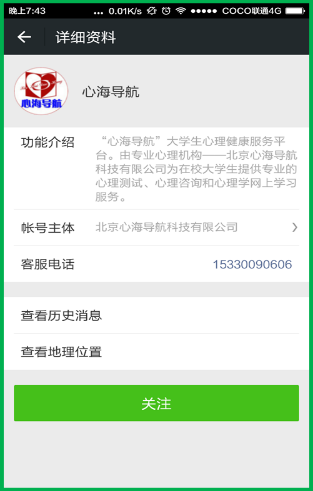 晚上7:43 ... 0.01K/s COCO联通4G
详细资料
心海导航
心海导航
功能介绍 “心海导航”大学生心理健康服务平
台。由专业心理机构——北京心海导航
科技有限公司为在校大学生提供专业的
心理测试、心理咨询和心理学网上学习
服务。
帐号主体 北京心海导航科技有限公司
客服电话 15330090606
查看历史消息
查看地理位置
关注